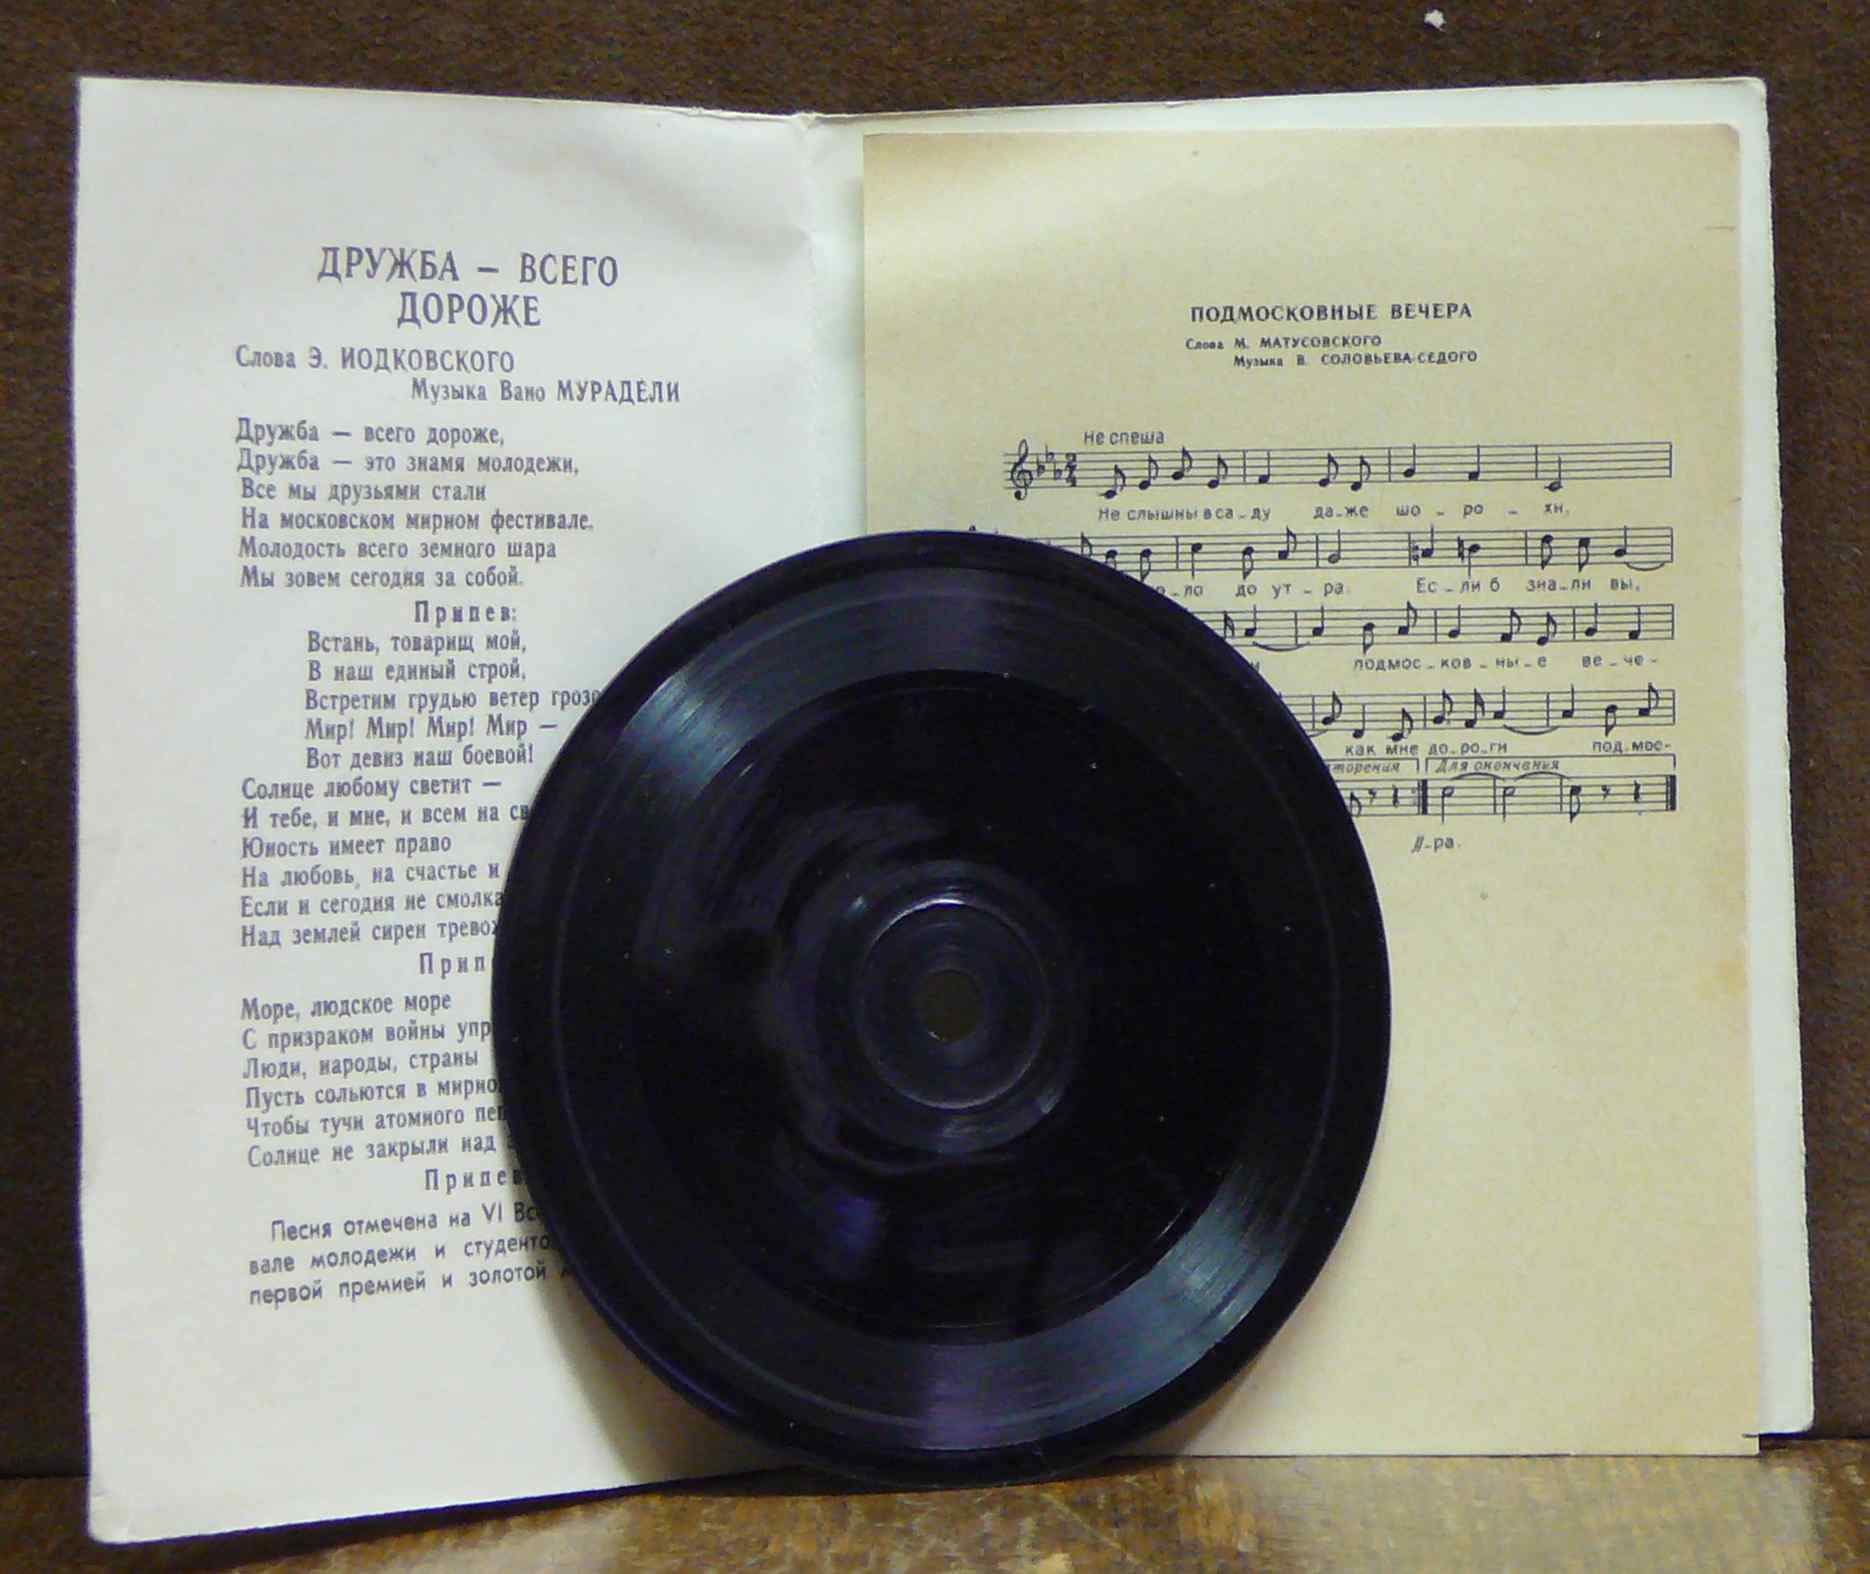 ДРУЖБА – ВСЕГО
ДОРОЖЕ
Слова Э. ИОДКОВСКОГО
Музыка Вано МУРАДЕЛИ
Дружба — всего дороже,
Дружба — это знамя молодежи,
Все мы друзьями стали
На московском мирном фестивале.
Молодость всего земного шара
Мы зовем сегодня за собой.
Припев:
Встань, товарищ мой,
В наш единый строй,
Встретим грудью ветер
Мир! Мир! Мир! Мир —
Вот девиз наш боевой!
Солнце любому светит —
И тебе, и мне, и всем на
Юность имеет право
На любовь, на счастье и
Если и сегодня не
Над землей сирен
Море, людское море
С призраком войны
Люди, народы, страны
Пусть сольются в
Чтобы тучи атомного
Солнце не закрыли над
Припев
Песня отмечена на VI
вале молодежи и
первой премией и золотой
ПОДМОСКОВНЫЕ ВЕЧЕРА
Слова М. МАТУСОВСКОГО
Музыка В. СОЛОВЬЕВА-СЕДОГО
Не спеша
Не слышны в са - ду да - же шо - ро - хи,
ло до ут - ра. Ес - ли б зна - ли вы,
подмос - ков - ны - е ве - че -
как мне до - ро - ги под. мос -
Для окончания
ра.